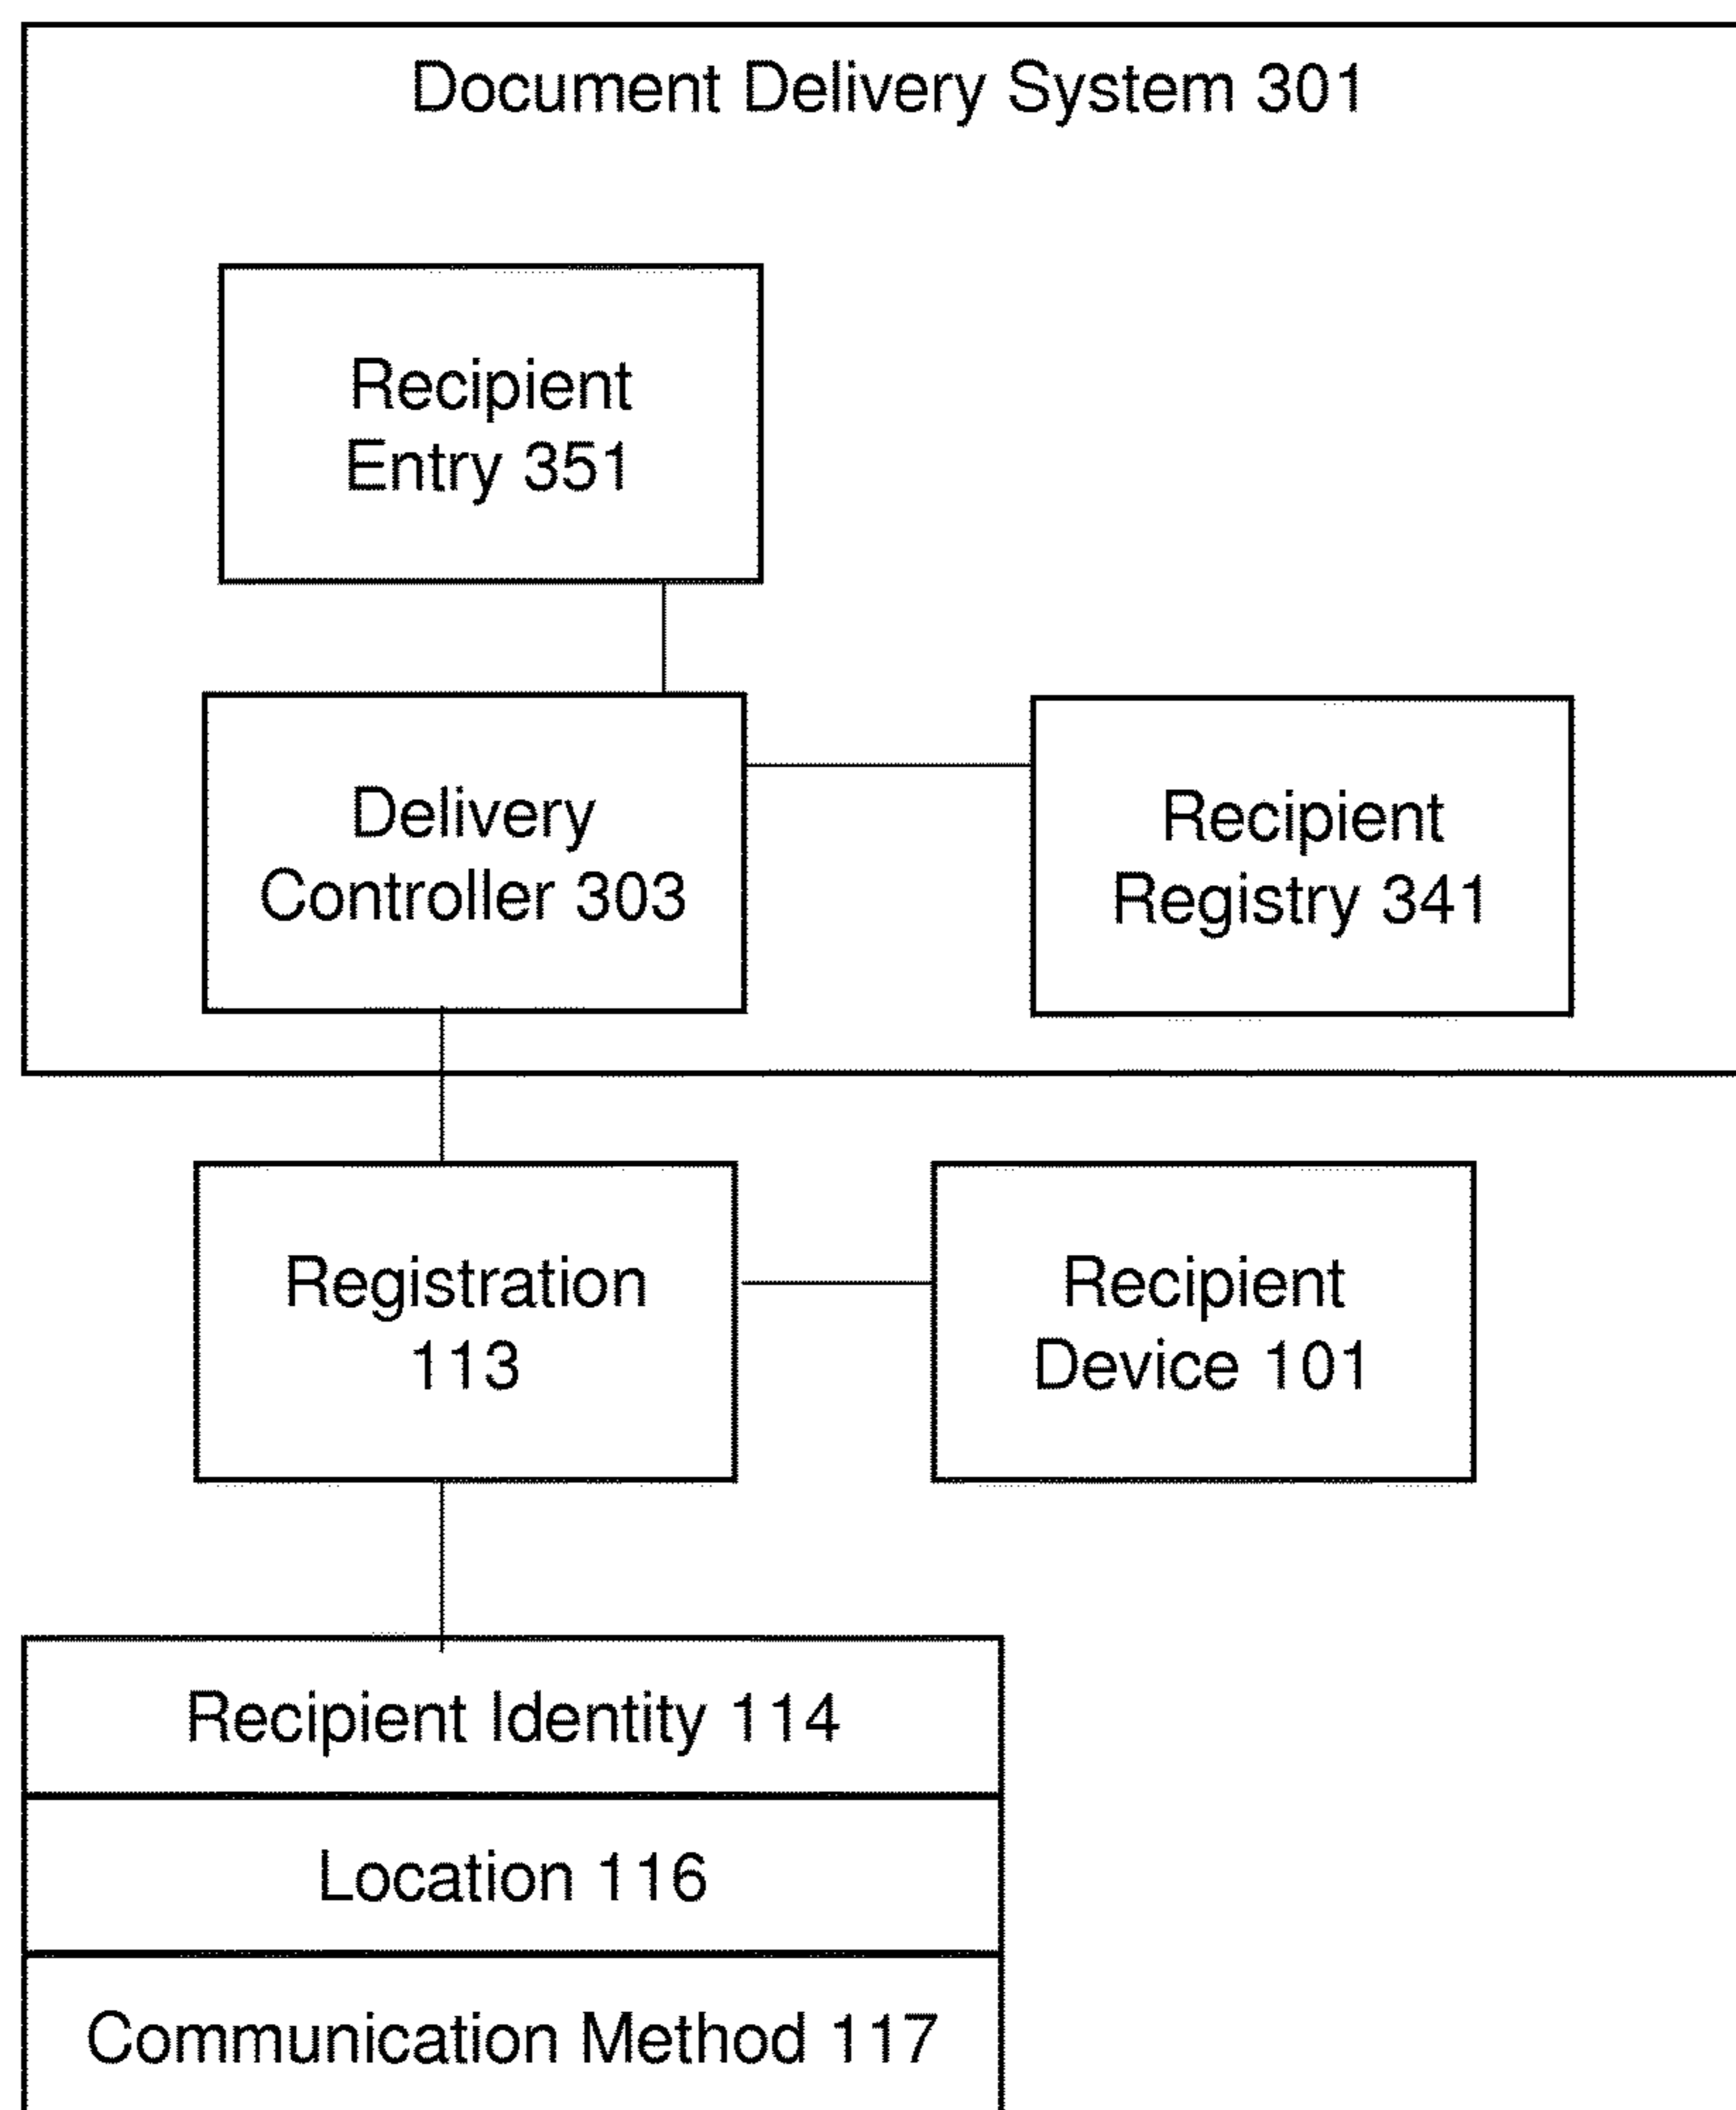 Document Delivery System 301
Recipient
Entry 351
Delivery
Controller 303
Recipient
Registry 341
Registration
113
Recipient
Device 101
Recipient Identity 114
Location 116
Communication Method 117